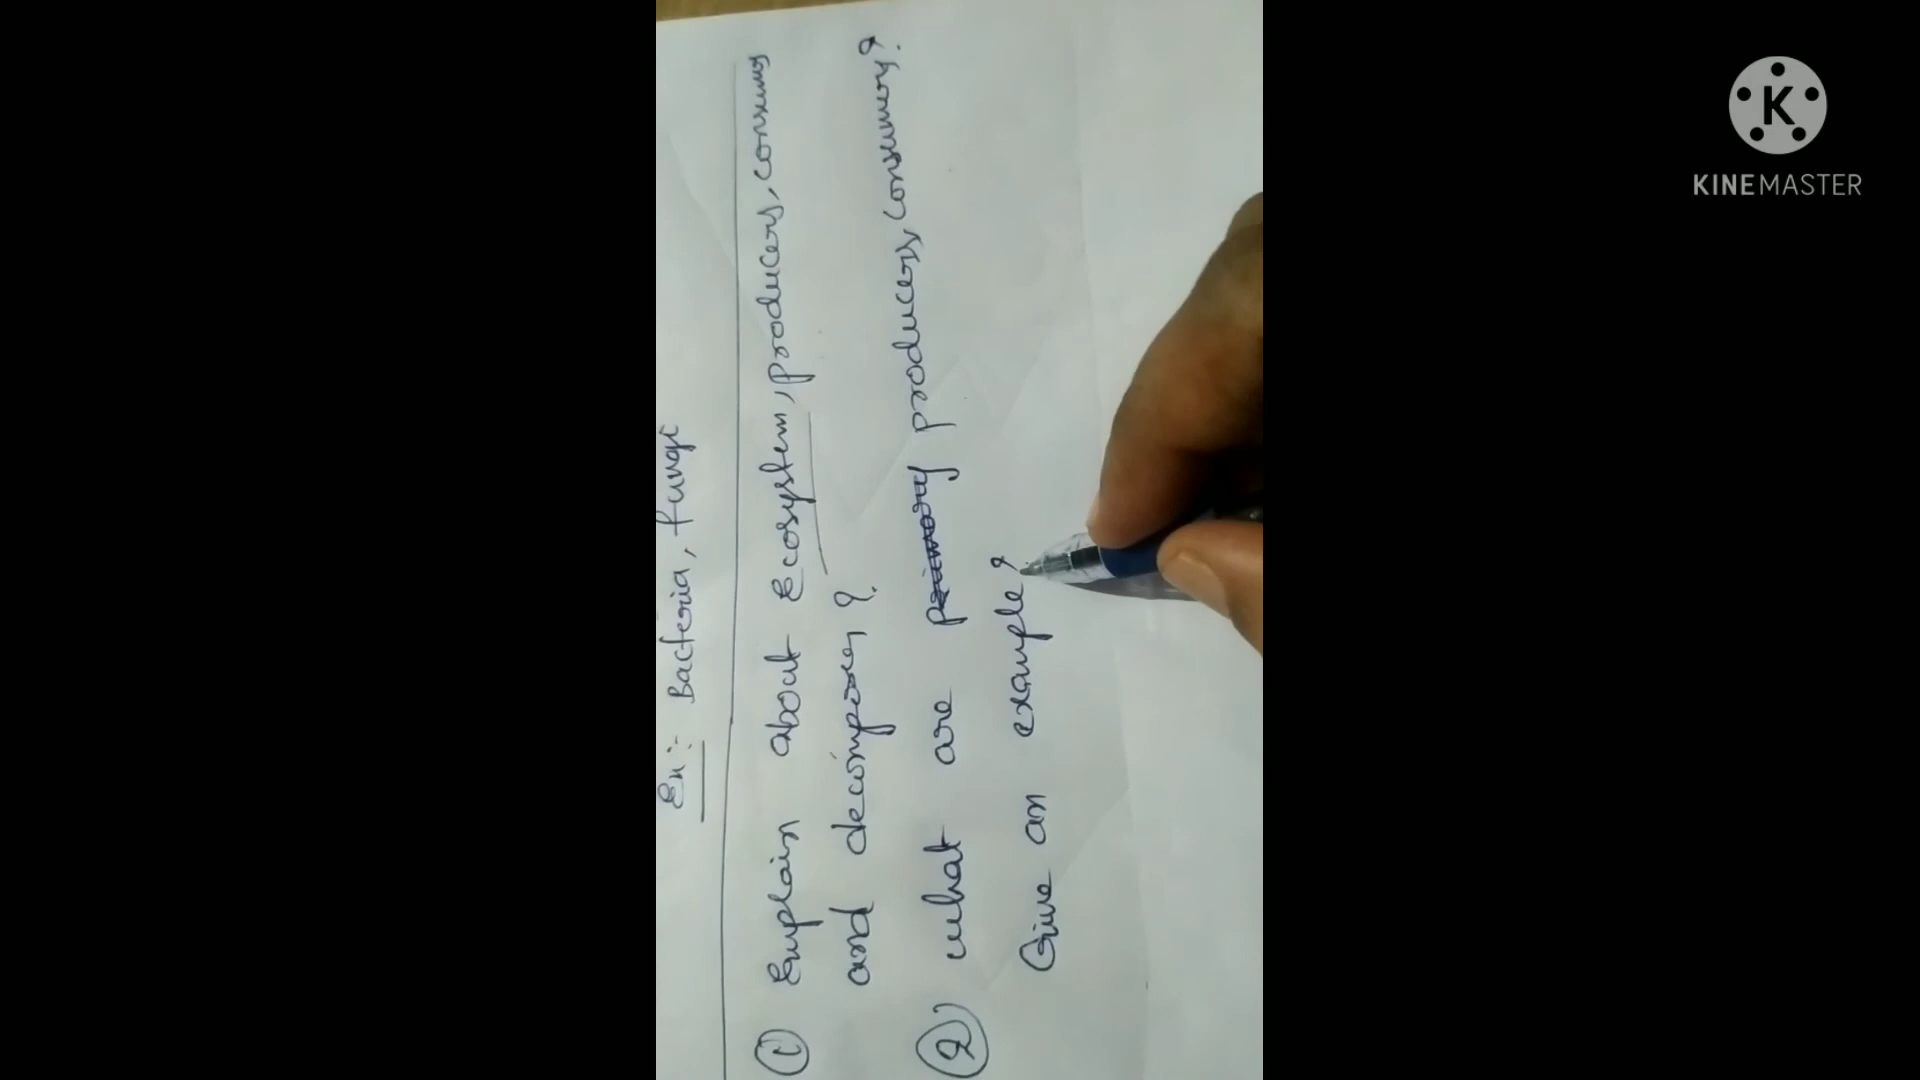 Ex:- Bacteria, fungi
① Explain about Ecosystem, producers, consumers
and decomposers?
② what are primary producers, consumers?
Give an example?
K
KINEMASTER